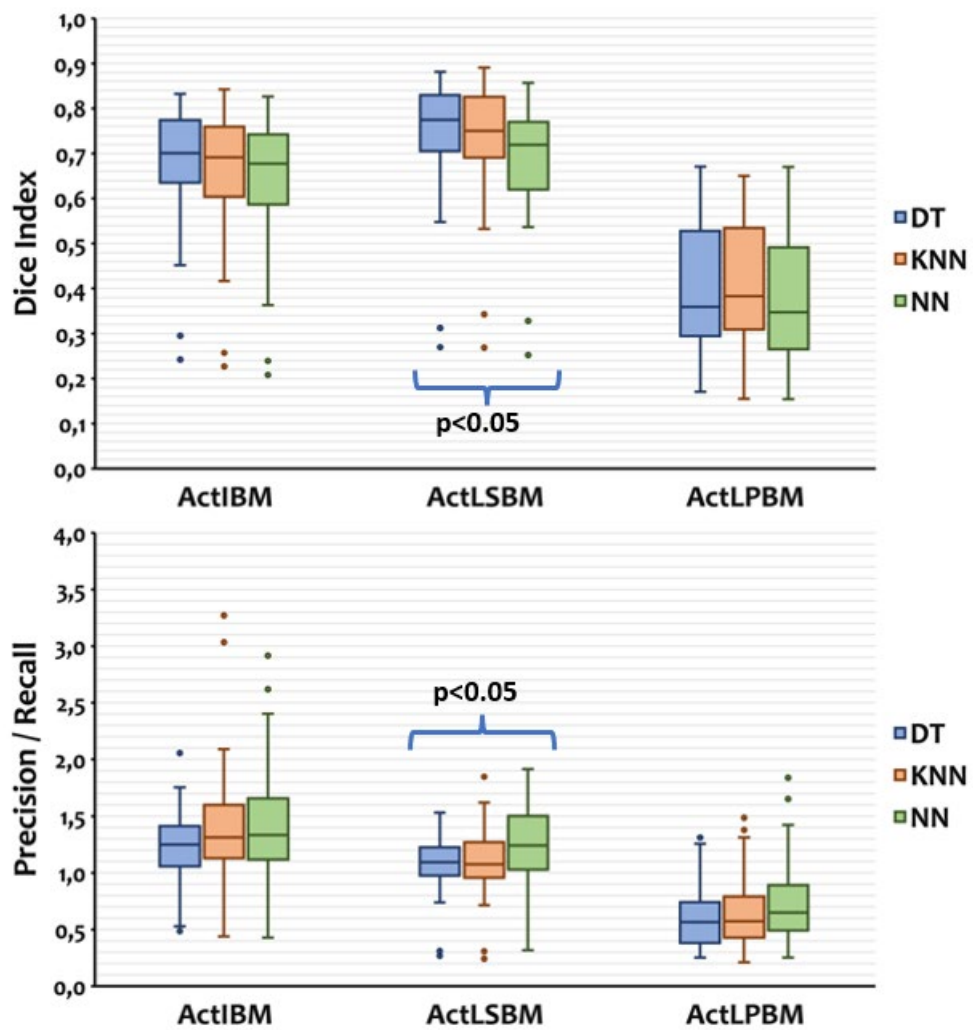 Dice Index
1,0
0,9
0,8
0,7
0,6
0,5
0,4
0,3
0,2
0,1
0,0
p<0.05
ActIBM ActLSBM ActLPBM
DT
KNN
NN
Precision / Recall
4,0
3,5
3,0
2,5
2,0
1,5
1,0
0,5
0,0
p<0.05
ActIBM ActLSBM ActLPBM
DT
KNN
NN